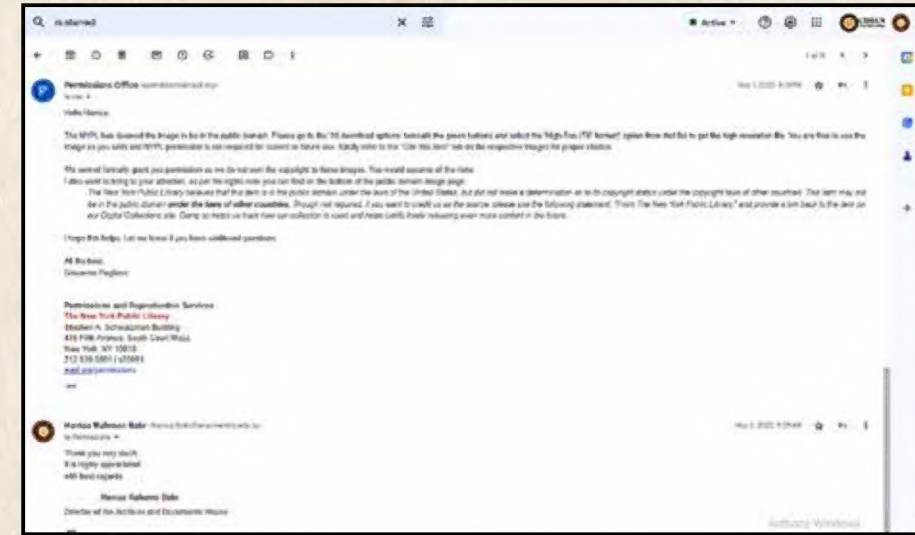 is:starred
Active
Permissions Office
to me
Hello
The NYPL has deemed the image to be in the public domain. Please go to the "All download options" beneath the green buttons and select the "High Res (TIF format)" option from that list to get the high resolution file. You are free to use the
image as you wish and NYPL permission is not required for current or future use. Kindly refer to the "Cite this item" tab on the respective images for proper citation.
We cannot formally grant you permission as we do not own the copyright to these images. You would assume all the risks.
I also want to bring to your attention, as per the rights note you can find on the bottom of the public domain image page:
The New York Public Library believes that this item is in the public domain under the laws of the United States, but did not make a determination as to its copyright status under the copyright laws of other countries. This item may not
be in the public domain under the laws of other countries. Though not required, if you want to credit us as the source, please use the following statement, "From The New York Public Library," and provide a link back to the item on
our Digital Collections site. Doing so helps us track how our collection is used and helps justify freely releasing even more content in the future.
I hope this helps. Let me know if you have additional questions.
All the best,
Permissions and Reproduction Services
The New York Public Library
Stephen A. Schwarzman Building
476 Fifth Avenue, South Court Mezz.
New York, NY 10018
nypl.org/permissions
to Permissions
Thank you very much
It is highly appreciated
with best regards
Director of the Archives and Documents House
Activate Windows